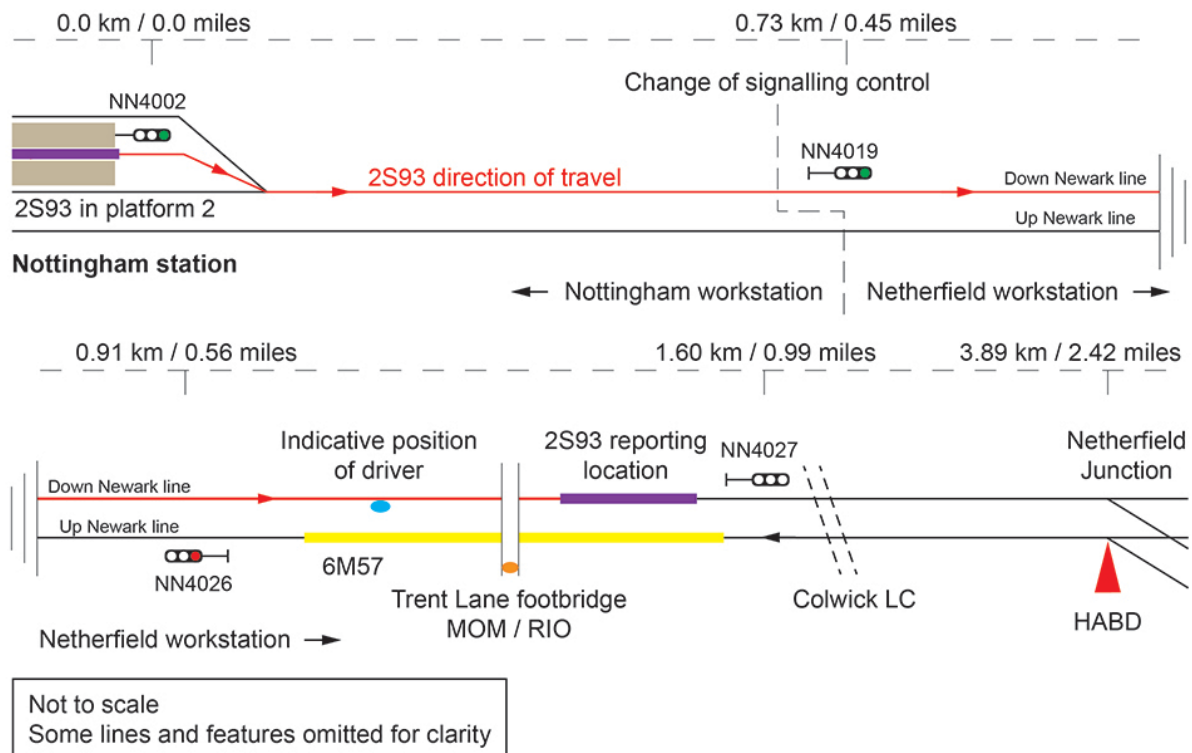 0.0 km / 0.0 miles
0.73 km / 0.45 miles
Change of signalling control
NN4002
NN4019
2S93 direction of travel
Down Newark line
2S93 in platform 2
Up Newark line
Nottingham station
Nottingham workstation
Netherfield workstation
0.91 km / 0.56 miles
1.60 km / 0.99 miles
3.89 km / 2.42 miles
Indicative position
of driver
2S93 reporting
location
NN4027
Netherfield
Junction
Down Newark line
Up Newark line
NN4026
6M57
Trent Lane footbridge
MOM / RIO
Colwick LC
HABD
Netherfield workstation
Not to scale
Some lines and features omitted for clarity